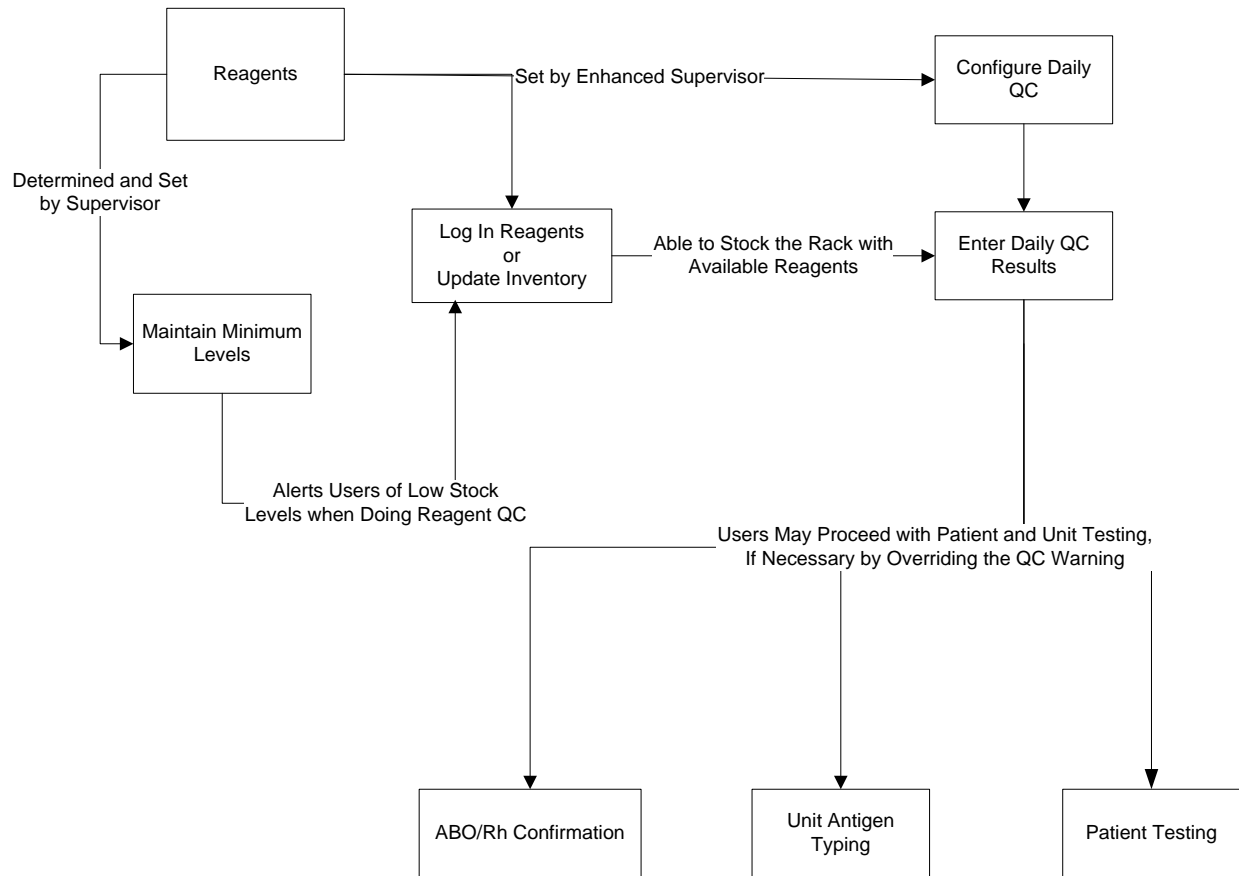 Reagents
Set by Enhanced Supervisor
Configure Daily
QC
Determined and Set
by Supervisor
Log In Reagents
or
Update Inventory
Able to Stock the Rack with
Available Reagents
Enter Daily QC
Results
Maintain Minimum
Levels
Alerts Users of Low Stock
Levels when Doing Reagent QC
Users May Proceed with Patient and Unit Testing,
If Necessary by Overriding the QC Warning
ABO/Rh Confirmation
Unit Antigen
Typing
Patient Testing